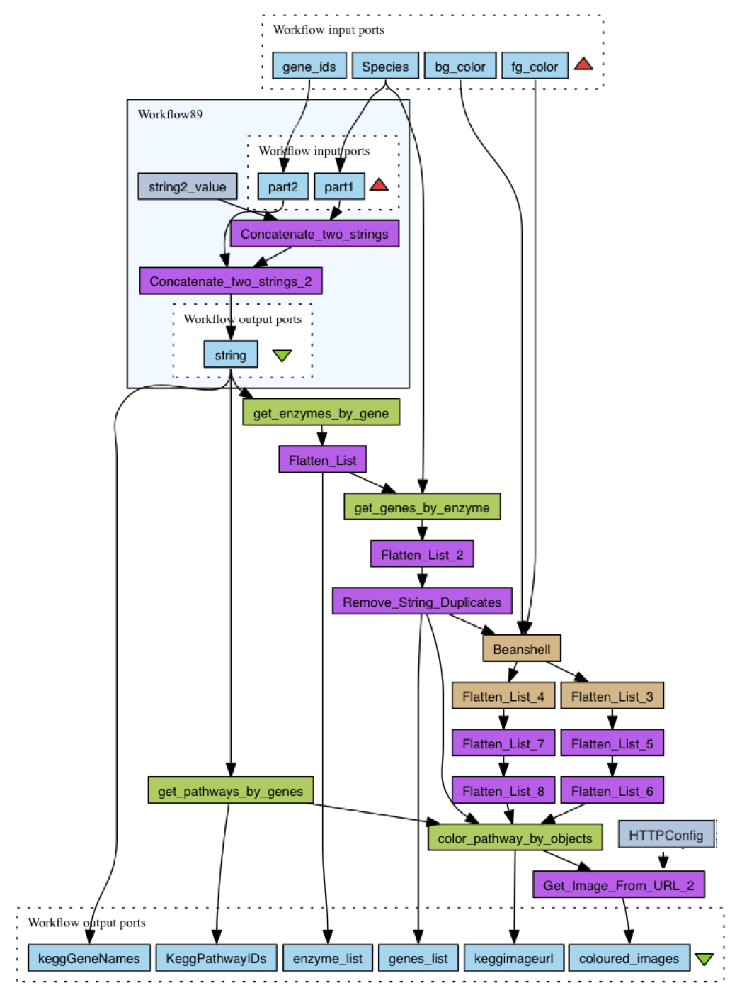 Workflow input ports
gene_ids
Species
bg_color
fg_color
Workflow89
Workflow input ports
string2_value
part2
part1
Concatenate_two_strings
Concatenate_two_strings_2
Workflow output ports
string
get_enzymes_by_gene
Flatten_List
get_genes_by_enzyme
Flatten_List_2
Remove_String_Duplicates
Beanshell
Flatten_List_4
Flatten_List_3
Flatten_List_7
Flatten_List_5
get_pathways_by_genes
Flatten_List_8
Flatten_List_6
color_pathway_by_objects
HTTPConfig
Get_Image_From_URL_2
Workflow output ports
keggGeneNames
KeggPathwayIDs
enzyme_list
genes_list
keggimageurl
coloured_images